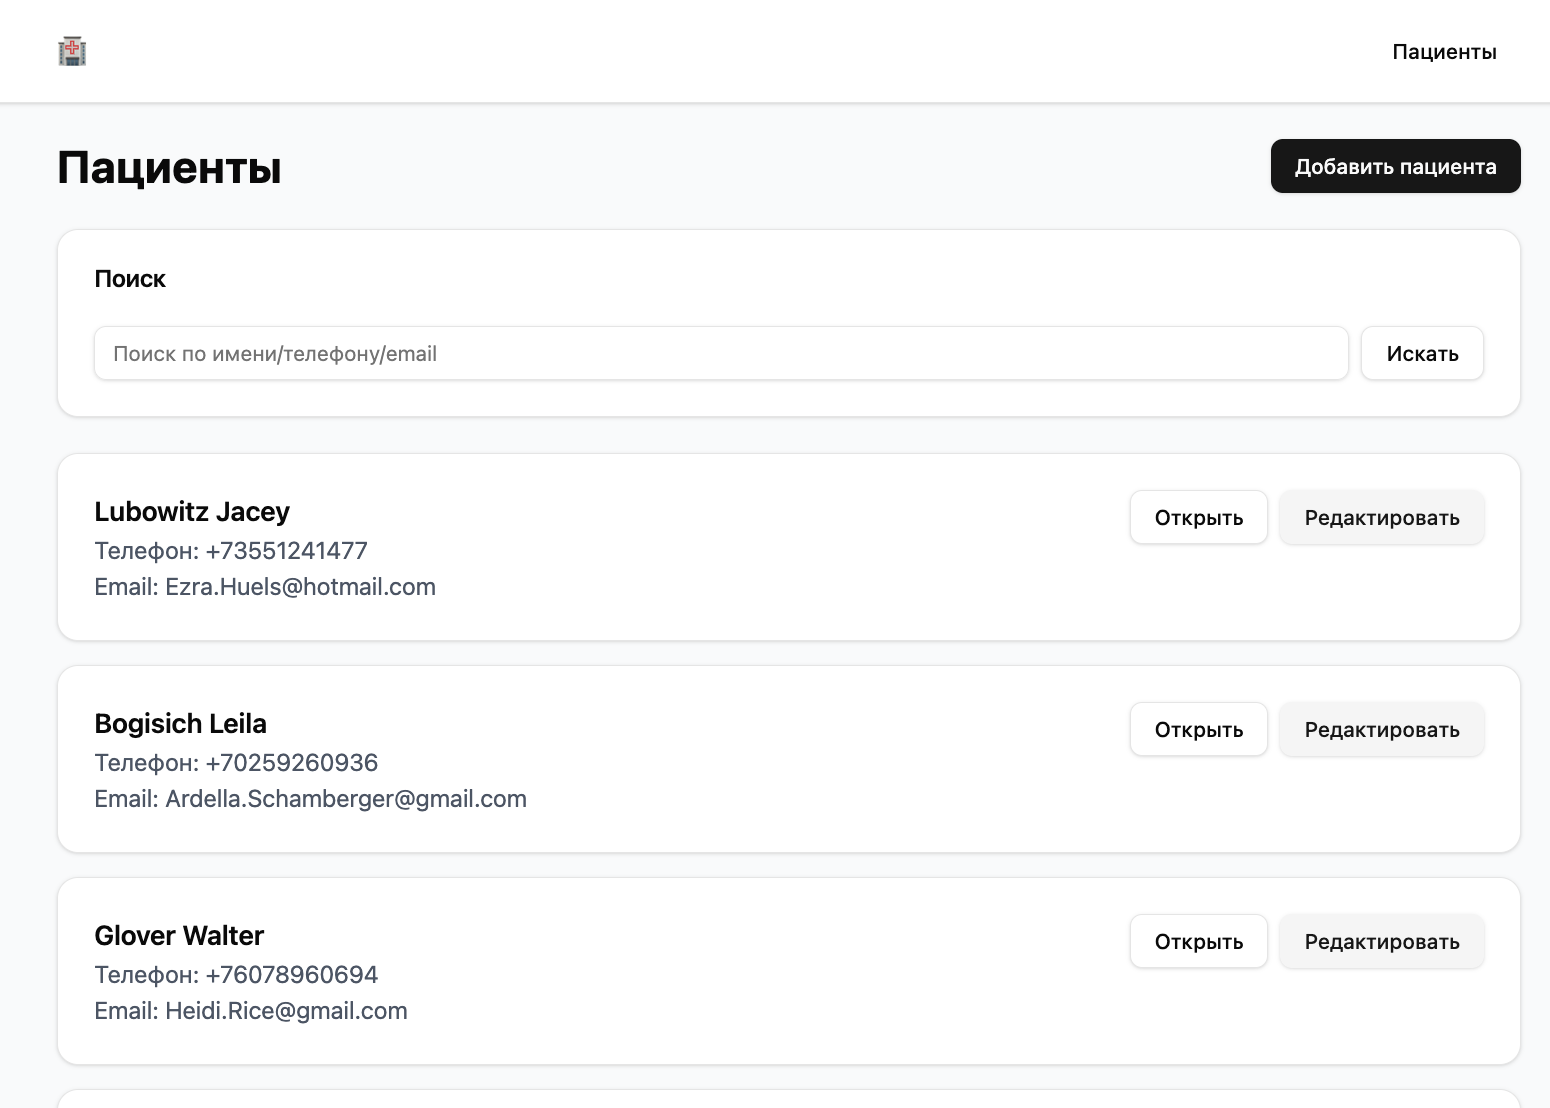 Пациенты
Пациенты
Добавить пациента
Поиск
Поиск по имени/телефону/email
Искать
Lubowitz Jacey
Телефон: +73551241477
Email: Ezra.Huels@hotmail.com
Открыть
Редактировать
Bogisich Leila
Телефон: +70259260936
Email: Ardella.Schamberger@gmail.com
Открыть
Редактировать
Glover Walter
Телефон: +76078960694
Email: Heidi.Rice@gmail.com
Открыть
Редактировать